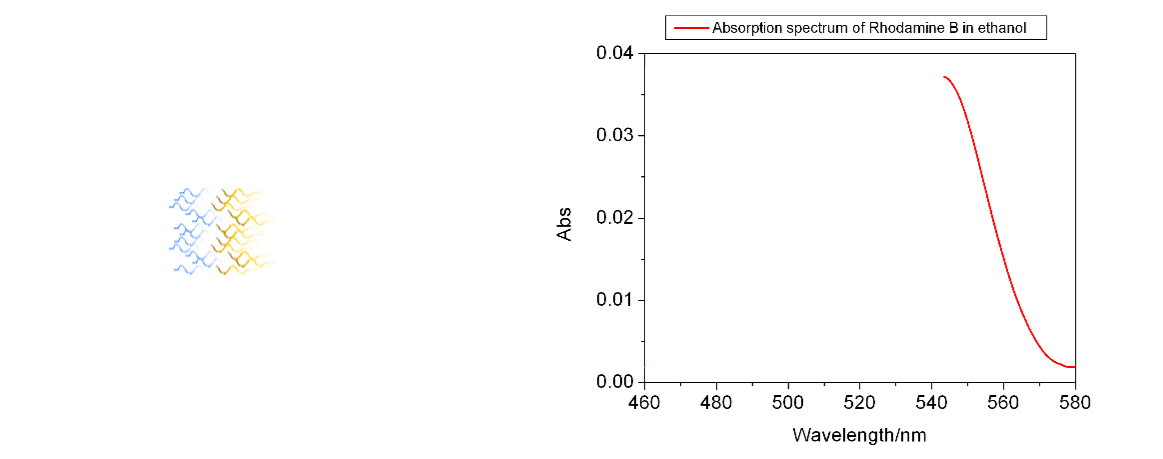 Absorption spectrum of Rhodamine B in ethanol
0.04
0.03
0.02
0.01
0.00
Abs
460 480 500 520 540 560 580
Wavelength/nm